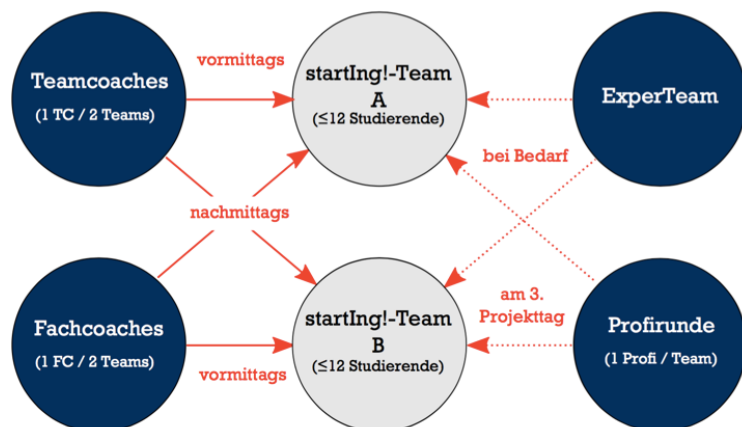 Teamcoaches
(1 TC / 2 Teams)
vormittags
startIng!-Team
A
(≤12 Studierende)
ExperTeam
bei Bedarf
nachmittags
Fachcoaches
(1 FC / 2 Teams)
vormittags
startIng!-Team
B
(≤12 Studierende)
am 3.
Projekttag
Profirunde
(1 Profi / Team)